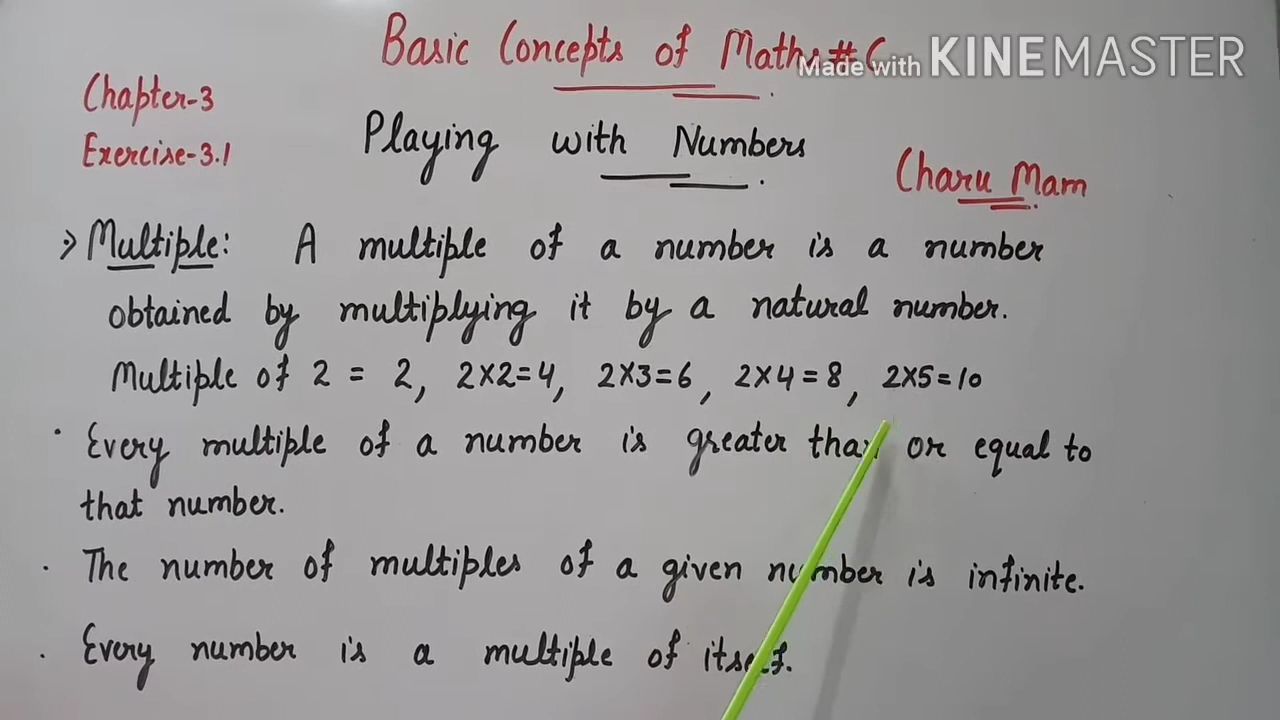 Basic Concepts of Maths #C
Made with KINEMASTER
Chapter-3
Exercise-3.1
Playing with Numbers
Charu Mam
Multiple: A multiple of a number is a number
obtained by multiplying it by a natural number.
Multiple of 2 = 2, 2×2=4, 2×3=6, 2×4=8, 2×5=10
Every multiple of a number is greater than or equal to
that number.
The number of multiples of a given number is infinite.
Every number is a multiple of itself.